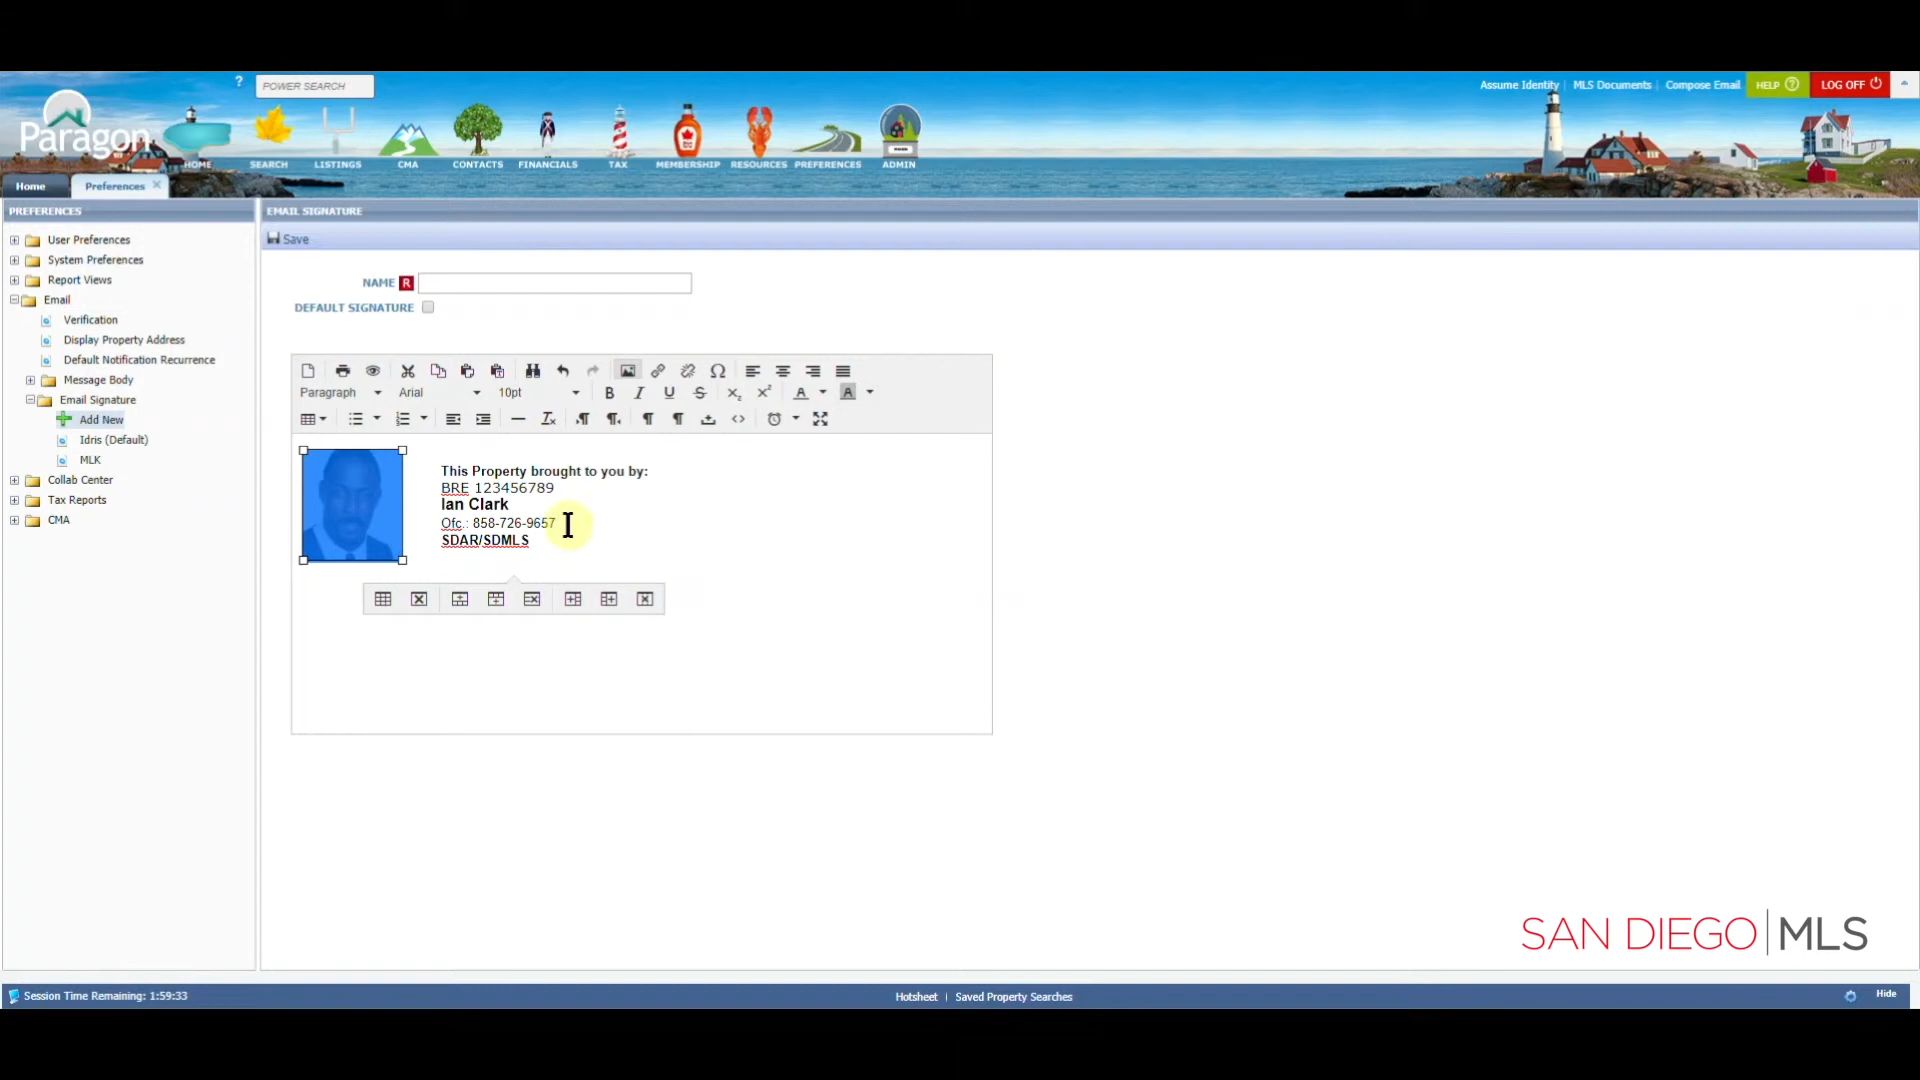 ?
POWER SEARCH
Assume Identity | MLS Documents | Compose Email
HELP ?
LOG OFF
Paragon
HOME
SEARCH
LISTINGS
CMA
CONTACTS
FINANCIALS
TAX
MEMBERSHIP
RESOURCES
PREFERENCES
ADMIN
Home
Preferences
PREFERENCES
User Preferences
System Preferences
Report Views
Email
Verification
Display Property Address
Default Notification Recurrence
Message Body
Email Signature
Add New
Idris (Default)
MLK
Collab Center
Tax Reports
CMA
EMAIL SIGNATURE
Save
NAME R
DEFAULT SIGNATURE
Paragraph Arial 10pt
This Property brought to you by:
BRE 123456789
Ian Clark
Ofc.: 858-726-9657
SDAR/SDMLS
SAN DIEGO|MLS
Session Time Remaining: 1:59:33
Hotsheet | Saved Property Searches
Hide